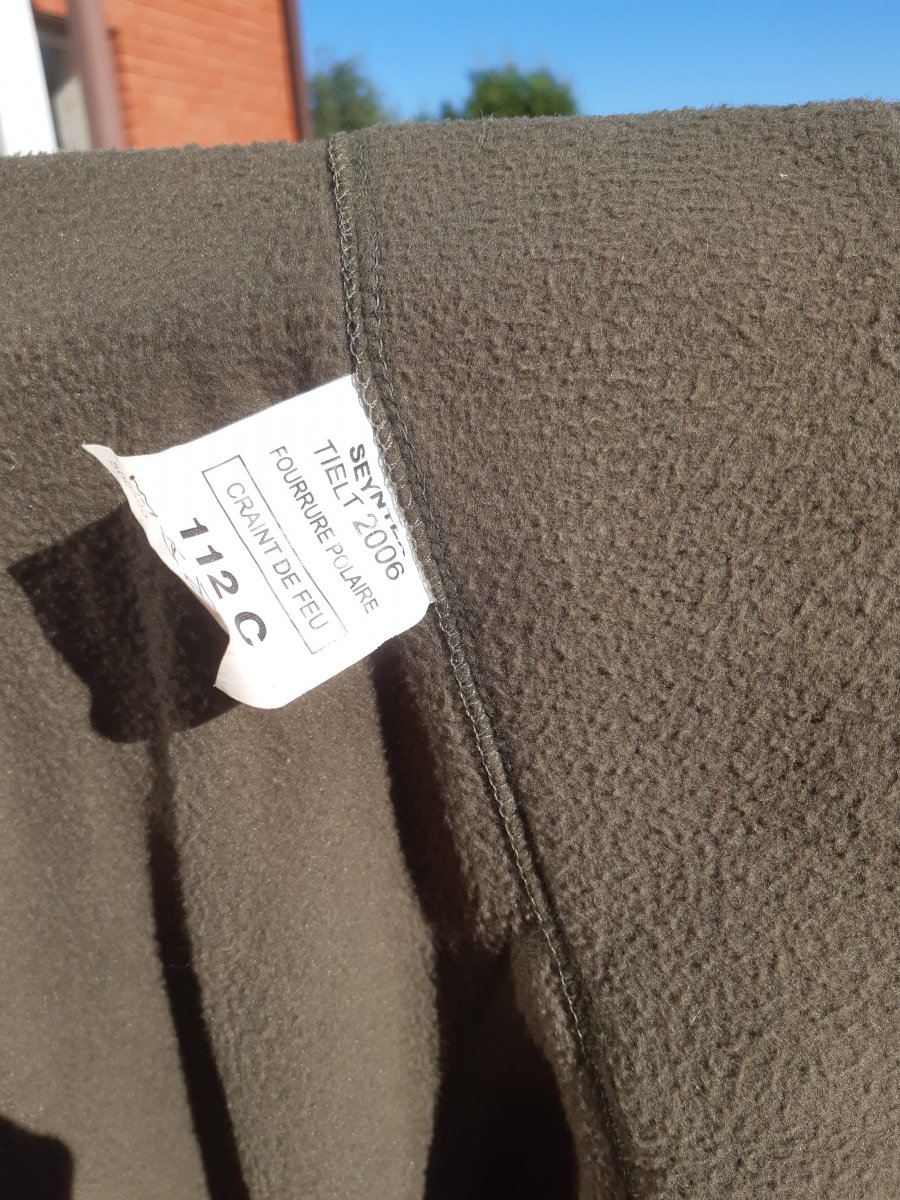 TIELT 2006
FOURRURE POLAIRE
CRAINT DE FEU
112 C